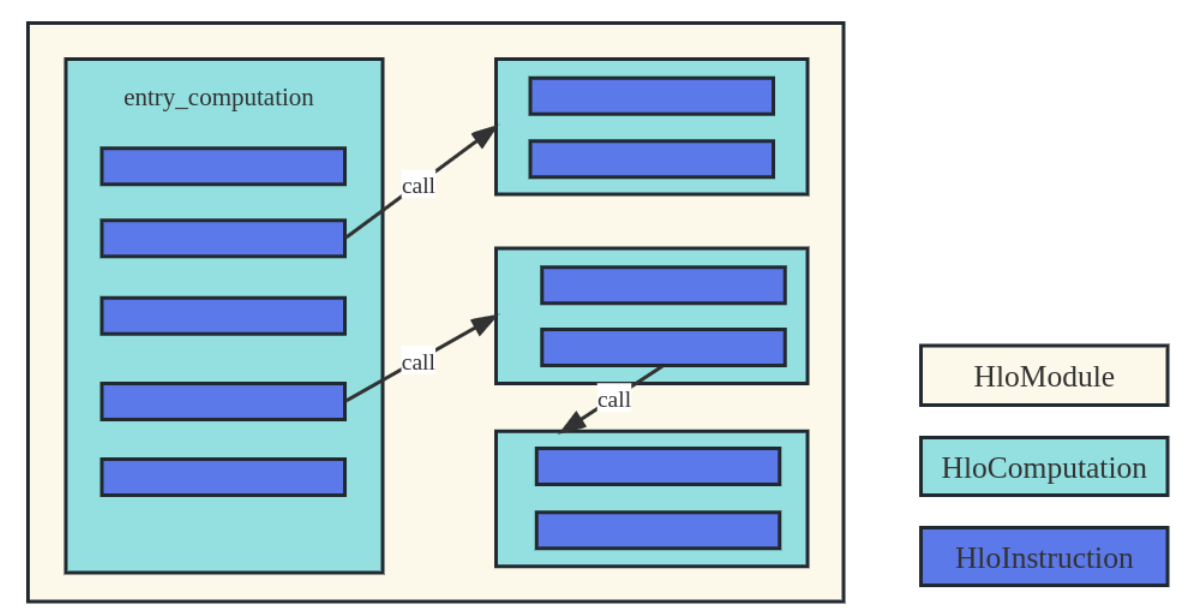 entry_computation
call
call
call
HloModule
HloComputation
HloInstruction